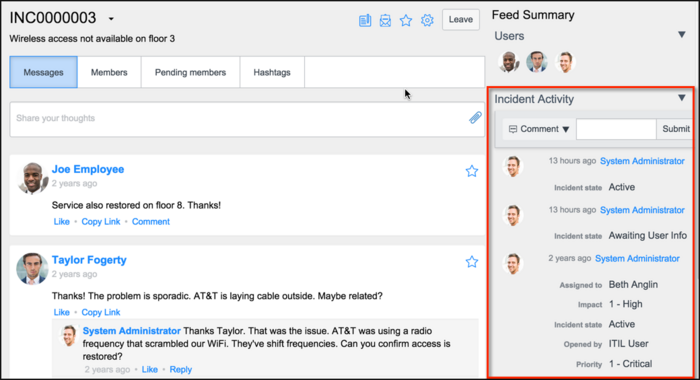 INC0000003
Wireless access not available on floor 3
Leave
Messages
Members
Pending members
Hashtags
Share your thoughts
Joe Employee
2 years ago
Service also restored on floor 8. Thanks!
Like • Copy Link • Comment
Taylor Fogerty
2 years ago
Thanks! The problem is sporadic. AT&T is laying cable outside. Maybe related?
Like • Copy Link
System Administrator Thanks Taylor. That was the issue. AT&T was using a radio
frequency that scrambled our WiFi. They've shift frequencies. Can you confirm access is
restored?
2 years ago • Like • Reply
Feed Summary
Users
Incident Activity
Comment
Submit
13 hours ago System Administrator
Incident state Active
13 hours ago System Administrator
Incident state Awaiting User Info
2 years ago System Administrator
Assigned to Beth Anglin
Impact 1 - High
Incident state Active
Opened by ITIL User
Priority 1 - Critical